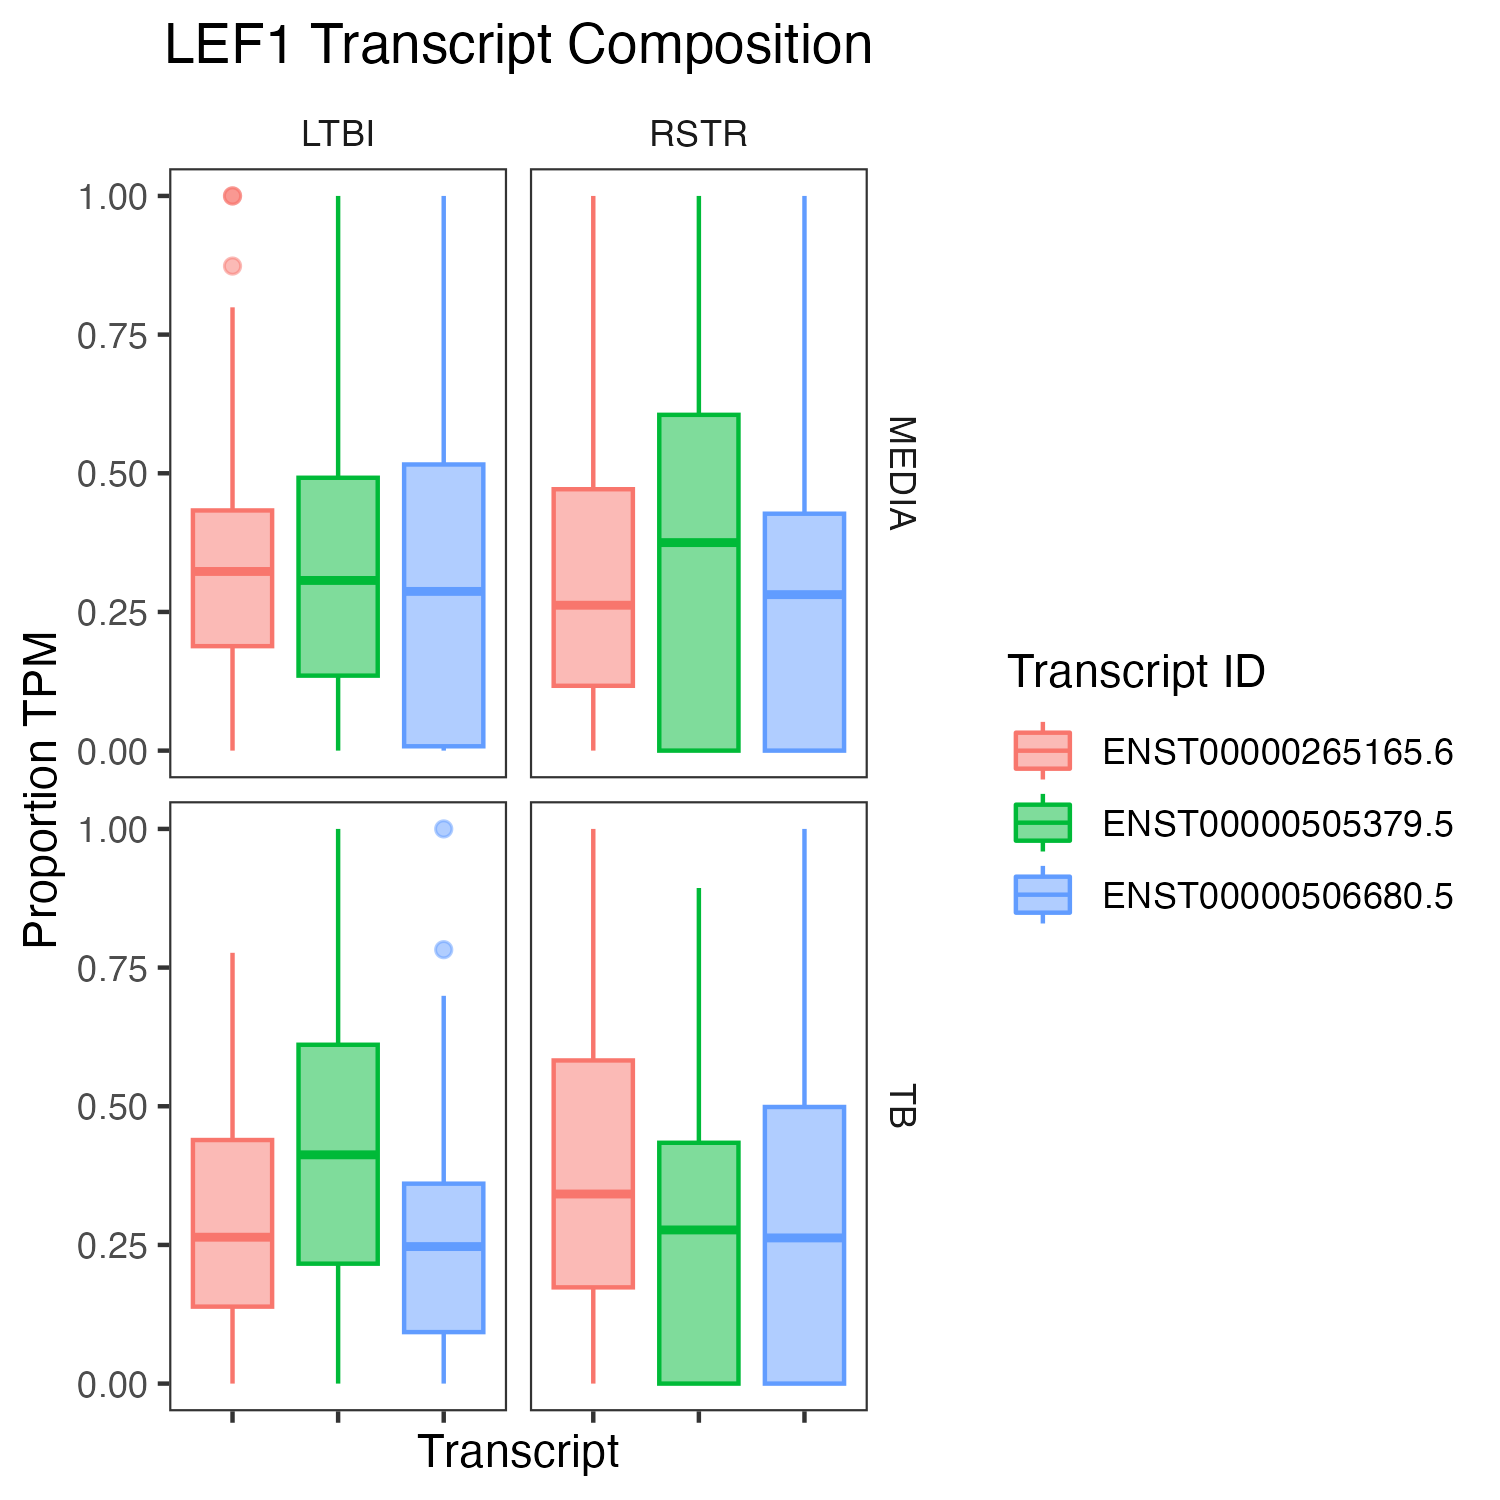 LEF1 Transcript Composition
LTBI
RSTR
1.00
0.75
0.50
0.25
0.00
MEDIA
1.00
0.75
0.50
0.25
0.00
TB
Proportion TPM
Transcript
Transcript ID
ENST00000265165.6
ENST00000505379.5
ENST00000506680.5